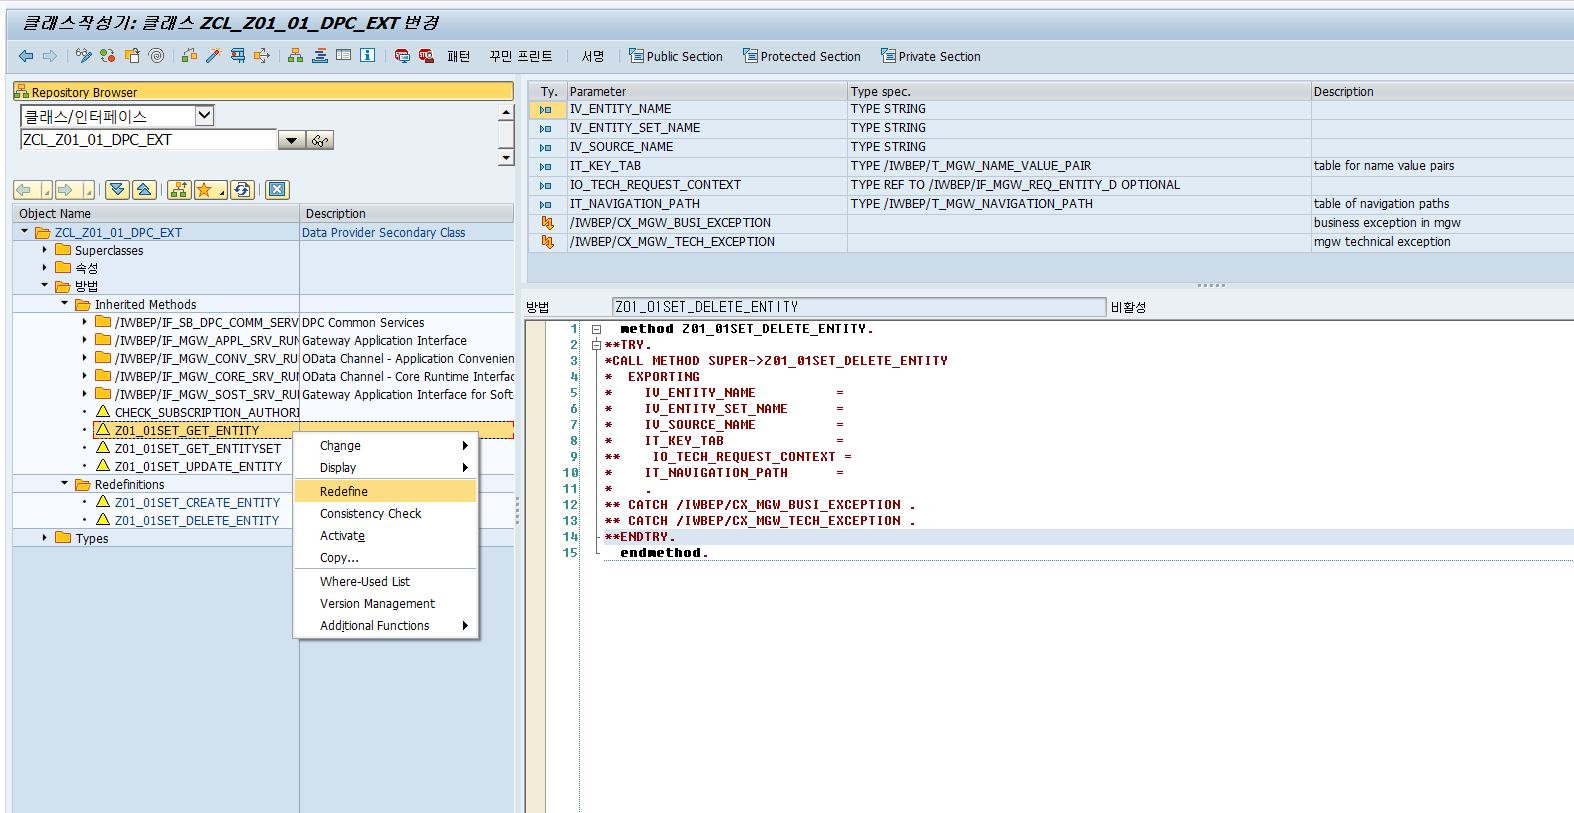 클래스작성기: 클래스 ZCL_Z01_01_DPC_EXT 변경
패턴 꾸민 프린트 서명 Public Section Protected Section Private Section
Repository Browser
클래스/인터페이스
ZCL_Z01_01_DPC_EXT
Object Name Description
ZCL_Z01_01_DPC_EXT Data Provider Secondary Class
Superclasses
속성
방법
Inherited Methods
/IWBEP/IF_SB_DPC_COMM_SERV DPC Common Services
/IWBEP/IF_MGW_APPL_SRV_RUN Gateway Application Interface
/IWBEP/IF_MGW_CONV_SRV_RU OData Channel - Application Convenien
/IWBEP/IF_MGW_CORE_SRV_RUN OData Channel - Core Runtime Interfac
/IWBEP/IF_MGW_SOST_SRV_RUI Gateway Application Interface for Soft
CHECK_SUBSCRIPTION_AUTHORI
Z01_01SET_GET_ENTITY
Z01_01SET_GET_ENTITYSET
Z01_01SET_UPDATE_ENTITY
Redefinitions
Z01_01SET_CREATE_ENTITY
Z01_01SET_DELETE_ENTITY
Types
Change
Display
Redefine
Consistency Check
Activate
Copy...
Where-Used List
Version Management
Additional Functions
Ty. Parameter Type spec. Description
IV_ENTITY_NAME TYPE STRING
IV_ENTITY_SET_NAME TYPE STRING
IV_SOURCE_NAME TYPE STRING
IT_KEY_TAB TYPE /IWBEP/T_MGW_NAME_VALUE_PAIR table for name value pairs
IO_TECH_REQUEST_CONTEXT TYPE REF TO /IWBEP/IF_MGW_REQ_ENTITY_D OPTIONAL
IT_NAVIGATION_PATH TYPE /IWBEP/T_MGW_NAVIGATION_PATH table of navigation paths
/IWBEP/CX_MGW_BUSI_EXCEPTION business exception in mgw
/IWBEP/CX_MGW_TECH_EXCEPTION mgw technical exception
방법 Z01_01SET_DELETE_ENTITY 비활성
1 method Z01_01SET_DELETE_ENTITY.
2 **TRY.
3 *CALL METHOD SUPER->Z01_01SET_DELETE_ENTITY
4 * EXPORTING
5 * IV_ENTITY_NAME =
6 * IV_ENTITY_SET_NAME =
7 * IV_SOURCE_NAME =
8 * IT_KEY_TAB =
9 ** IO_TECH_REQUEST_CONTEXT =
10 * IT_NAVIGATION_PATH =
11 * .
12 ** CATCH /IWBEP/CX_MGW_BUSI_EXCEPTION .
13 ** CATCH /IWBEP/CX_MGW_TECH_EXCEPTION .
14 **ENDTRY.
15 endmethod.